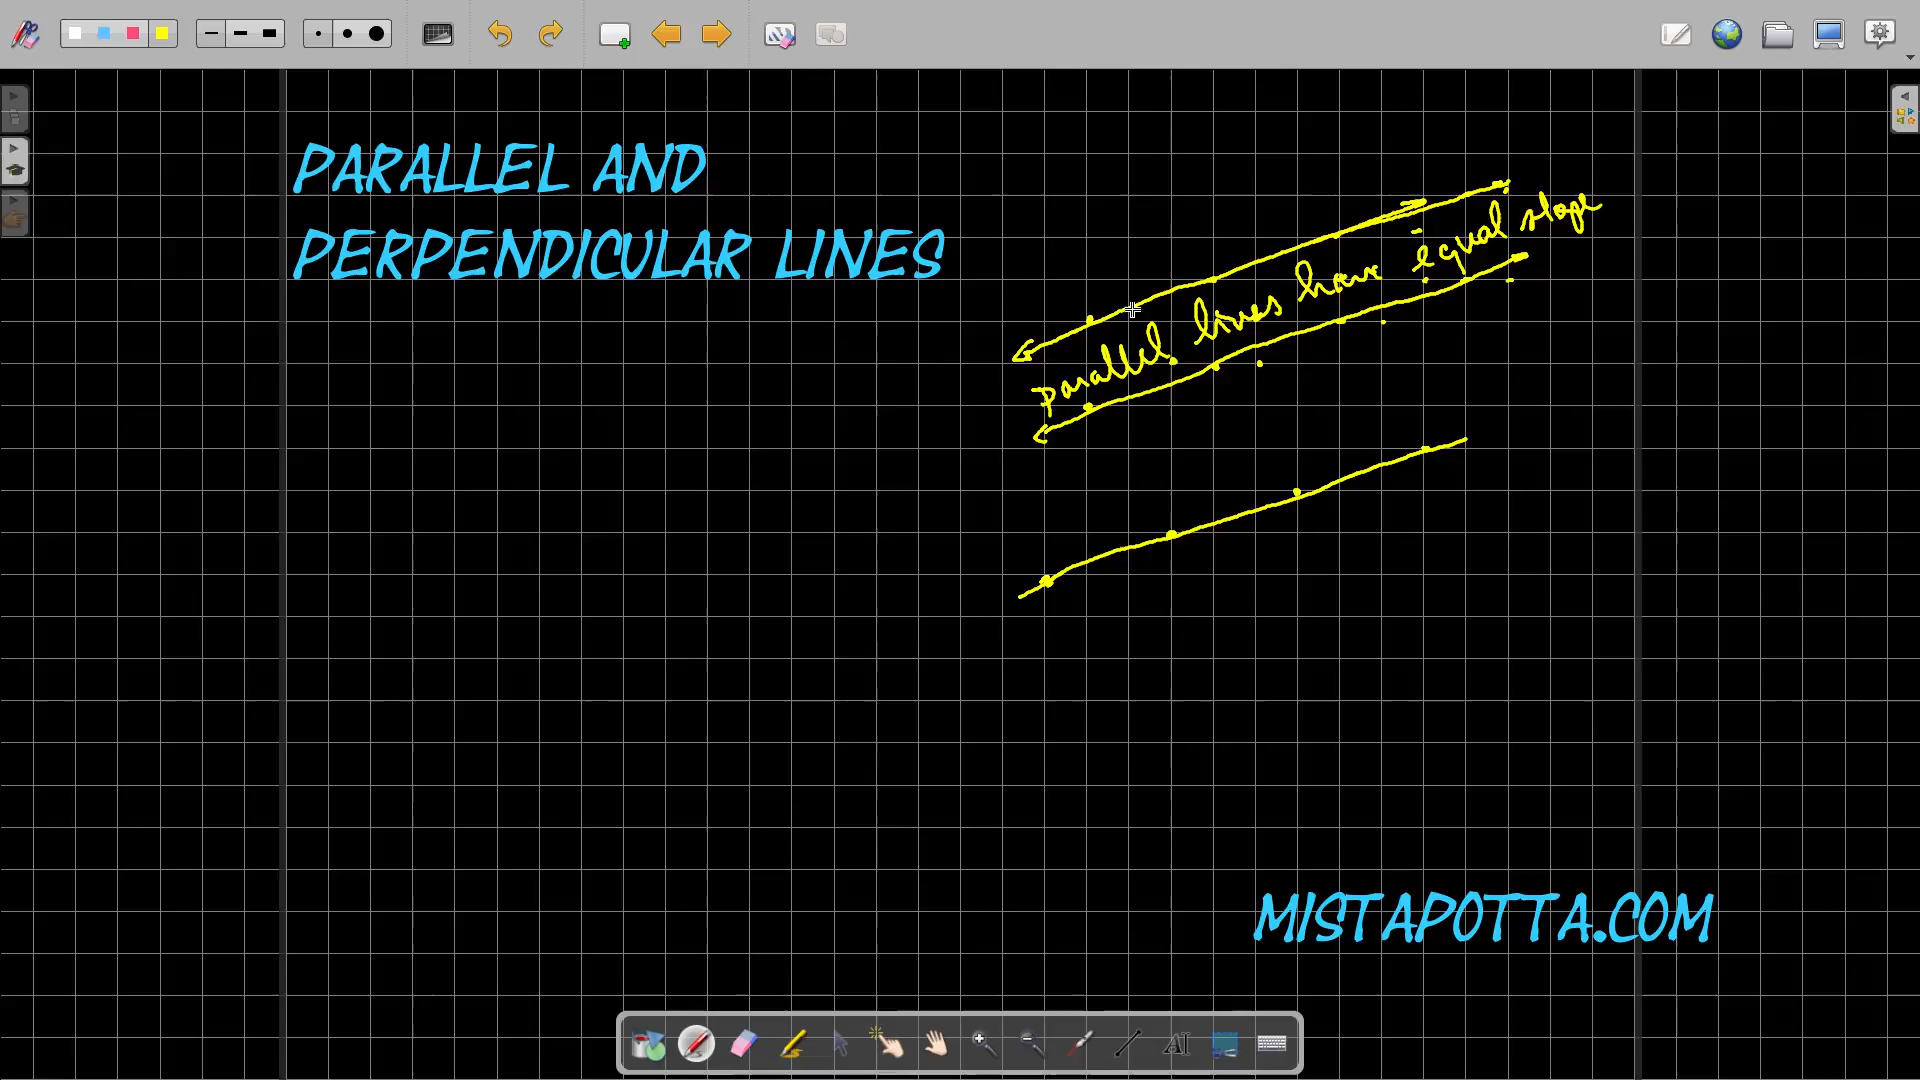 PARALLEL AND
PERPENDICULAR LINES
parallel lines have equal slope
MISTAPOTTA.COM